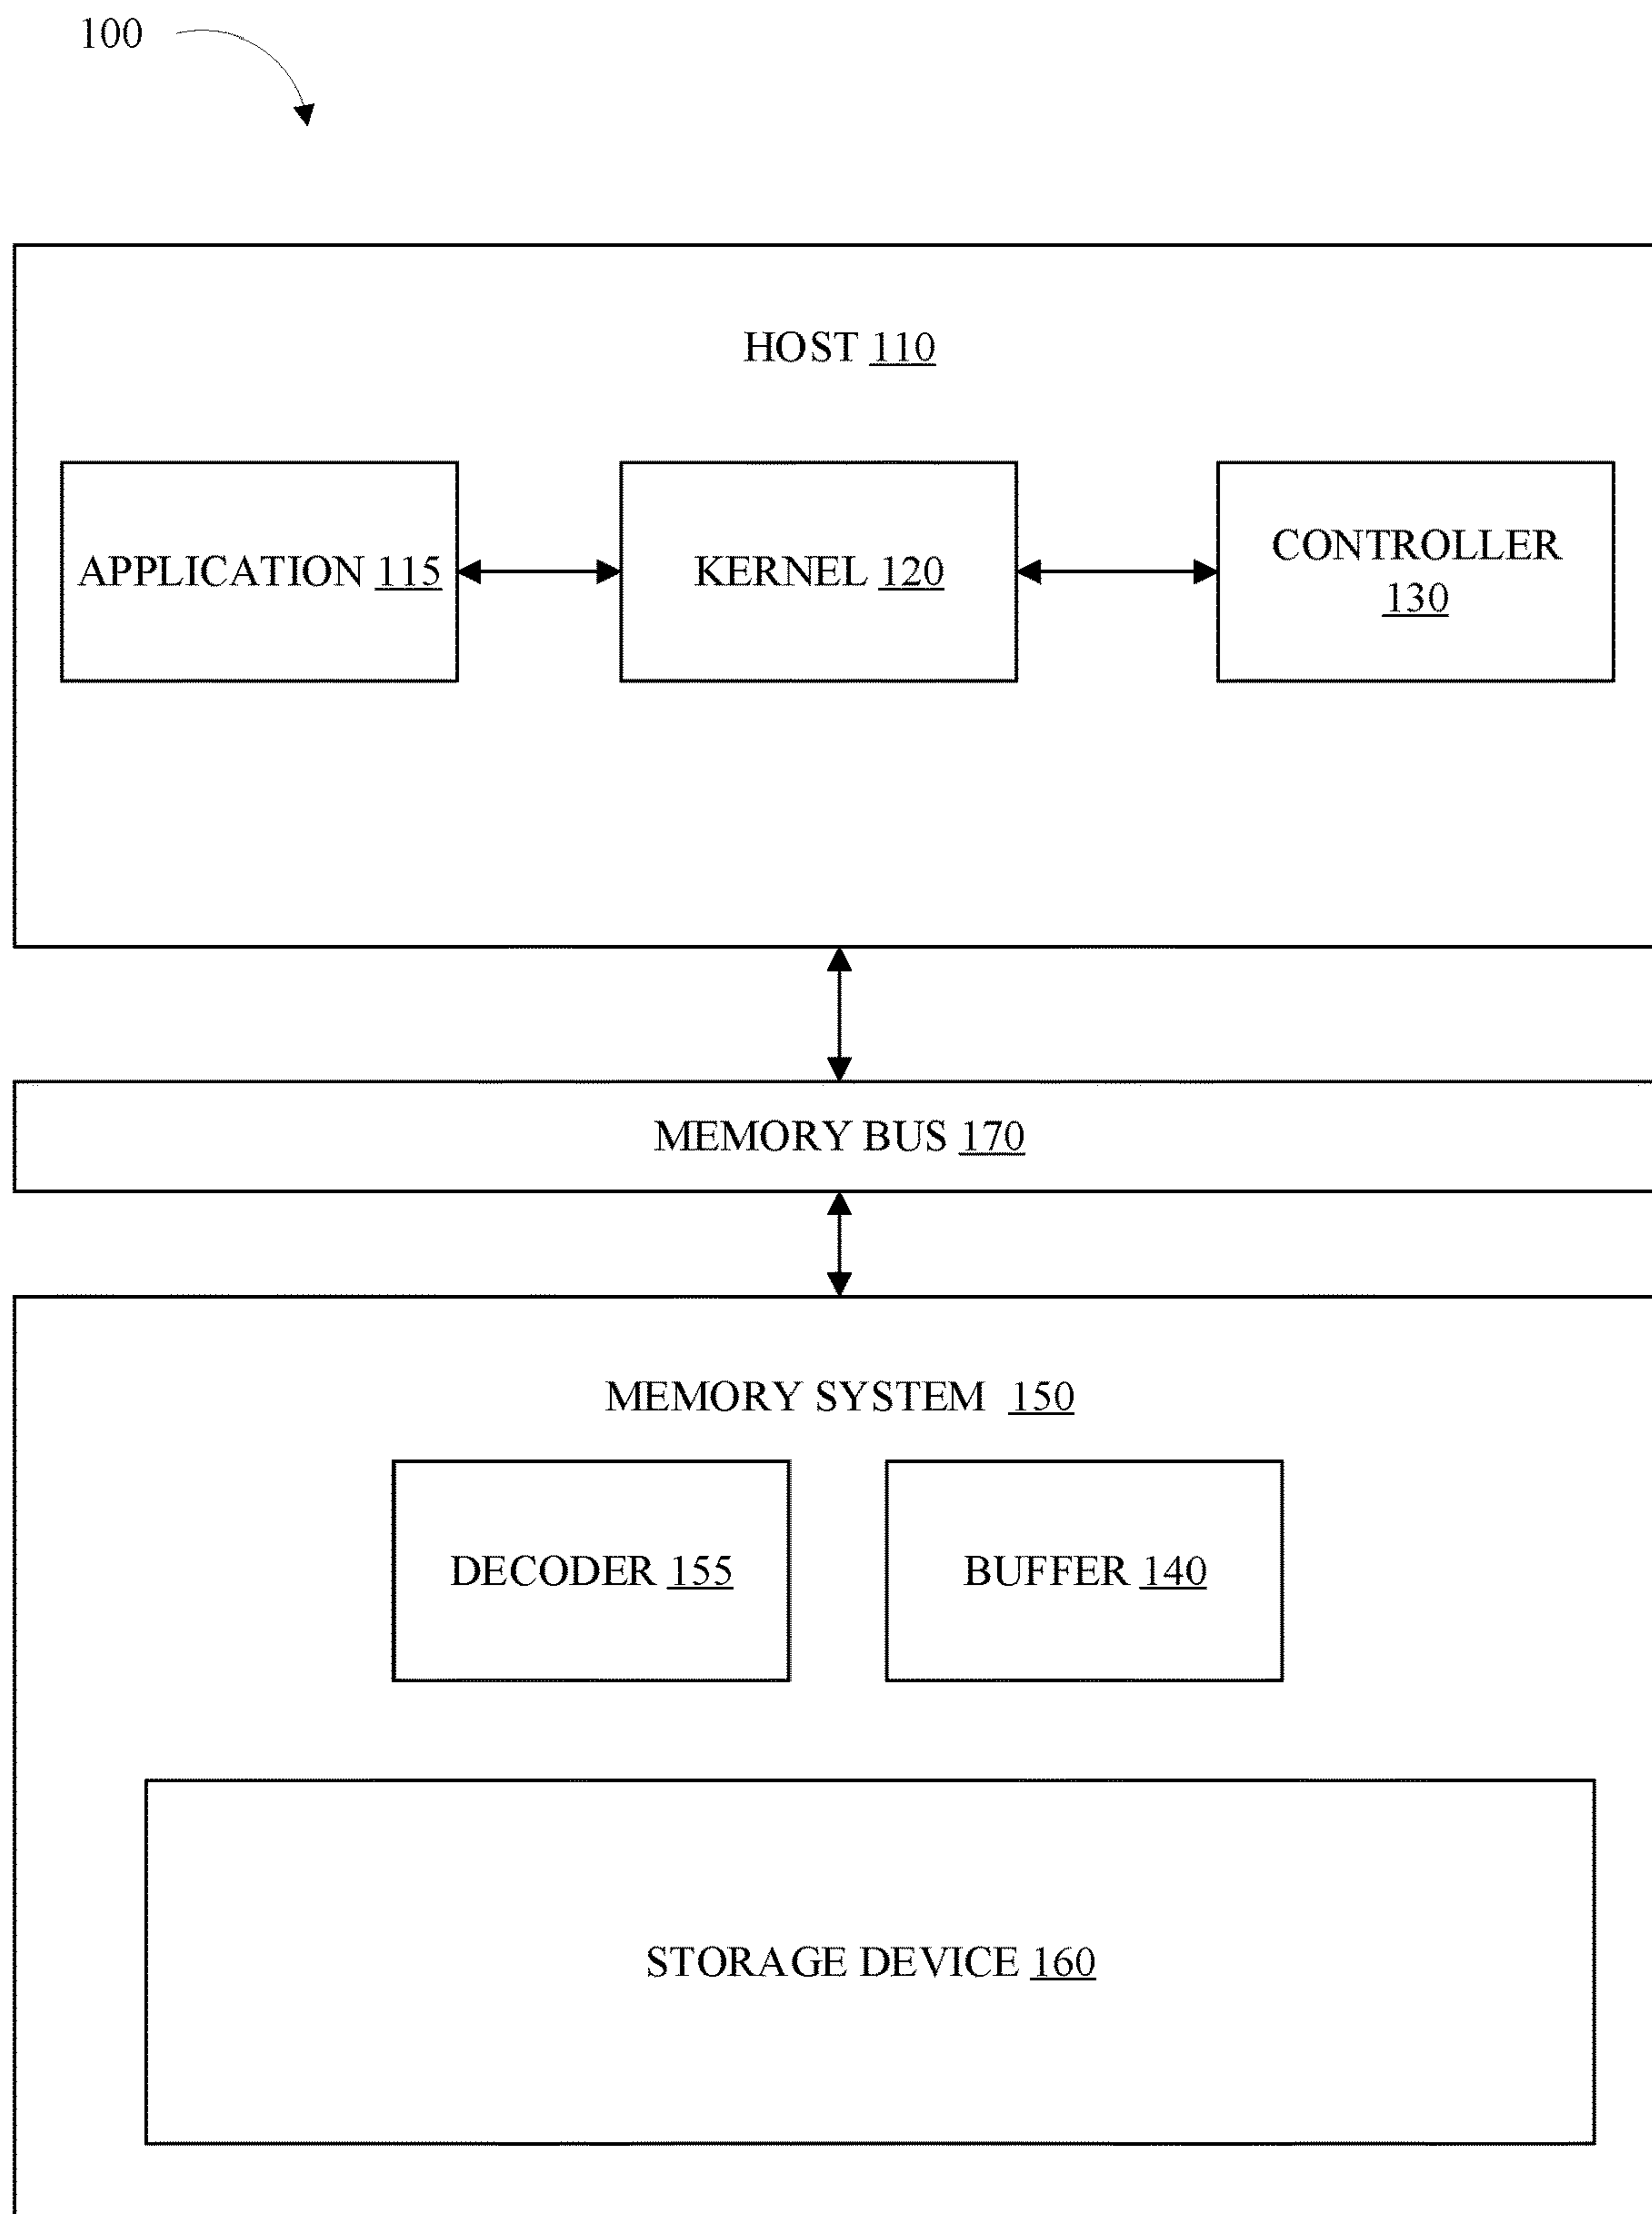 100
HOST 110
APPLICATION 115
KERNEL 120
CONTROLLER
130
MEMORY BUS 170
MEMORY SYSTEM 150
DECODER 155
BUFFER 140
STORAGE DEVICE 160